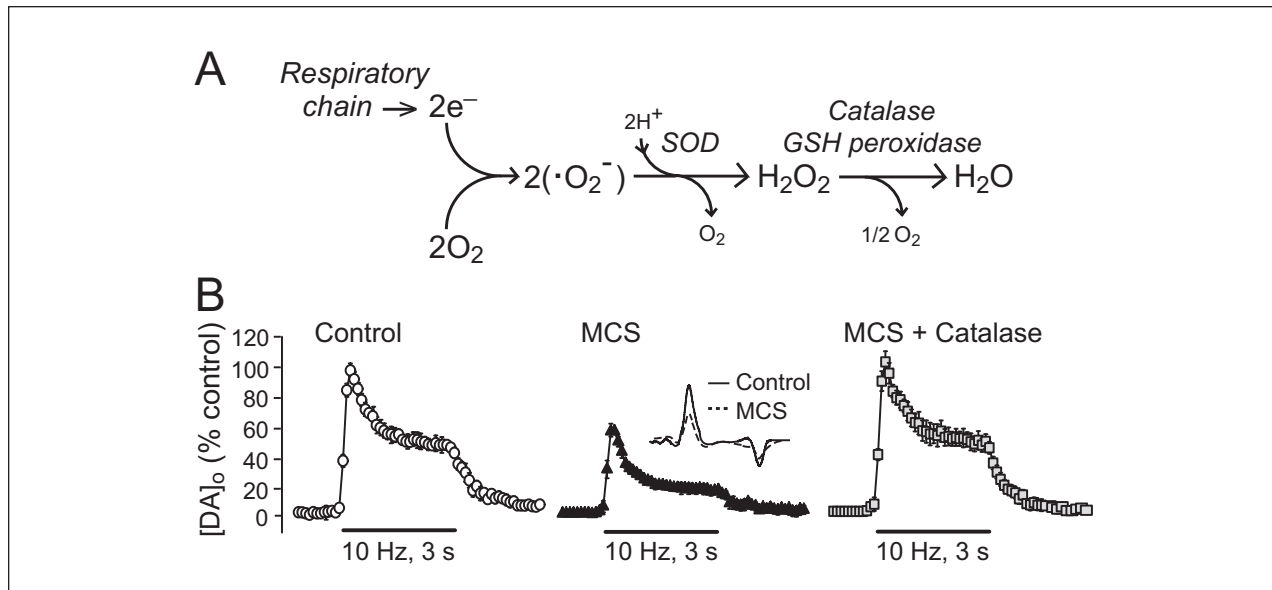 A
Respiratory
chain → 2e⁻
2H⁺
SOD
Catalase
GSH peroxidase
2(·O₂⁻)
H₂O₂
H₂O
2O₂
O₂
1/2 O₂
B
Control
MCS
MCS + Catalase
[DA]ₒ (% control)
120
100
80
60
40
20
0
Control
MCS
10 Hz, 3 s
10 Hz, 3 s
10 Hz, 3 s